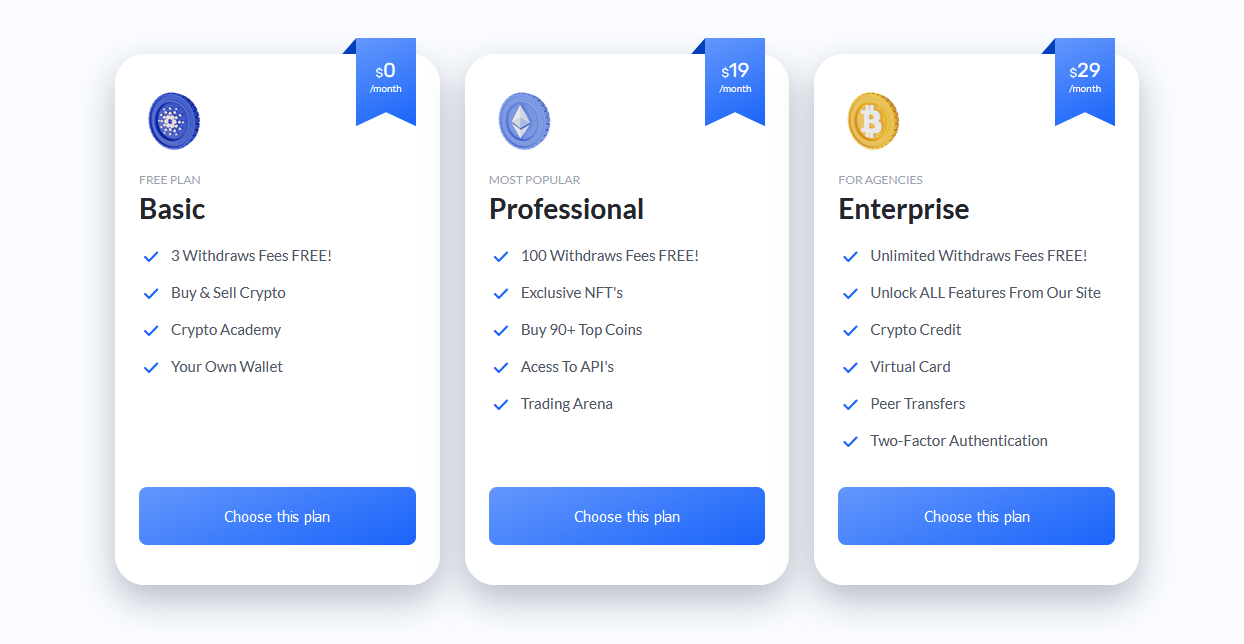 $0
/month
FREE PLAN
Basic
3 Withdraws Fees FREE!
Buy & Sell Crypto
Crypto Academy
Your Own Wallet
Choose this plan
$19
/month
MOST POPULAR
Professional
100 Withdraws Fees FREE!
Exclusive NFT's
Buy 90+ Top Coins
Acess To API's
Trading Arena
Choose this plan
$29
/month
FOR AGENCIES
Enterprise
Unlimited Withdraws Fees FREE!
Unlock ALL Features From Our Site
Crypto Credit
Virtual Card
Peer Transfers
Two-Factor Authentication
Choose this plan